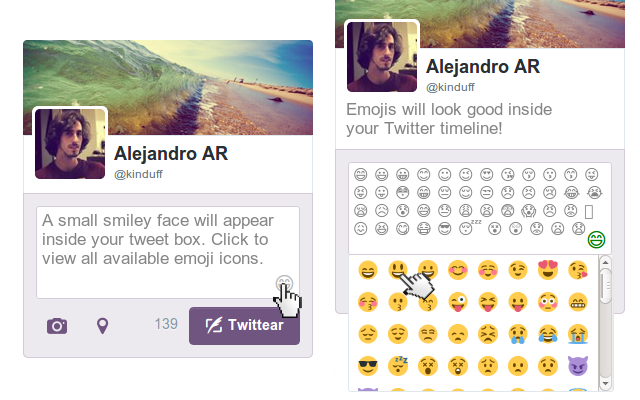 Alejandro AR
@kinduff
A small smiley face will appear
inside your tweet box. Click to
view all available emoji icons.
139
Twittear
Alejandro AR
@kinduff
Emojis will look good inside
your Twitter timeline!